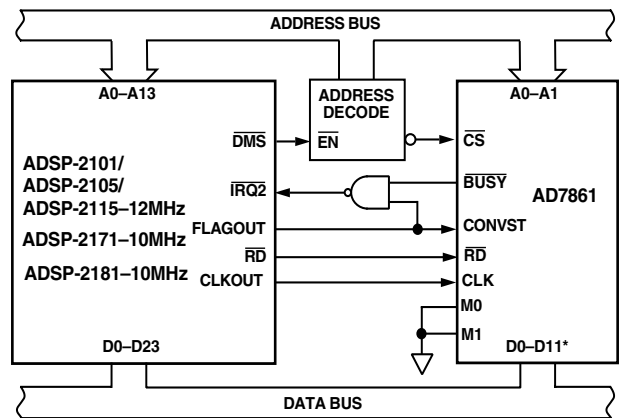 ADDRESS BUS
A0–A13
ADDRESS
DECODE
A0–A1
DMS
EN
CS
ADSP-2101/
ADSP-2105/
ADSP-2115–12MHz
ADSP-2171–10MHz
ADSP-2181–10MHz
IRQ2
BUSY
AD7861
FLAGOUT
CONVST
RD
RD
CLKOUT
CLK
M0
M1
D0–D23
D0–D11*
DATA BUS